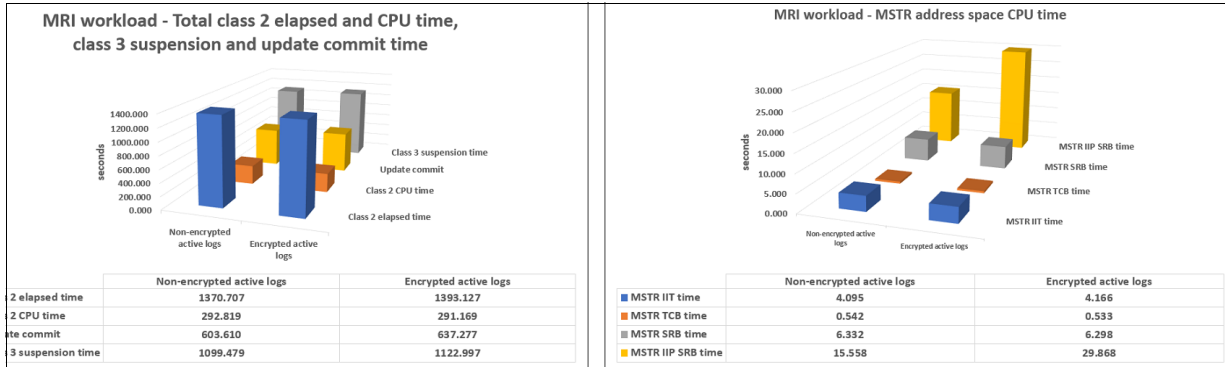 MRI workload - Total class 2 elapsed and CPU time,
class 3 suspension and update commit time
1400.000
1200.000
1000.000
800.000
600.000
400.000
200.000
0.000
seconds
Class 3 suspension time
Update commit
Class 2 CPU time
Class 2 elapsed time
Non-encrypted
active logs
Encrypted active
logs
Non-encrypted active logs Encrypted active logs
2 elapsed time 1370.707 1393.127
2 CPU time 292.819 291.169
te commit 603.610 637.277
3 suspension time 1099.479 1122.997
MRI workload - MSTR address space CPU time
30.000
25.000
20.000
15.000
10.000
5.000
0.000
seconds
MSTR IIP SRB time
MSTR SRB time
MSTR TCB time
MSTR IIT time
Non-encrypted active
logs
Encrypted active logs
Non-encrypted active logs Encrypted active logs
MSTR IIT time 4.095 4.166
MSTR TCB time 0.542 0.533
MSTR SRB time 6.332 6.298
MSTR IIP SRB time 15.558 29.868